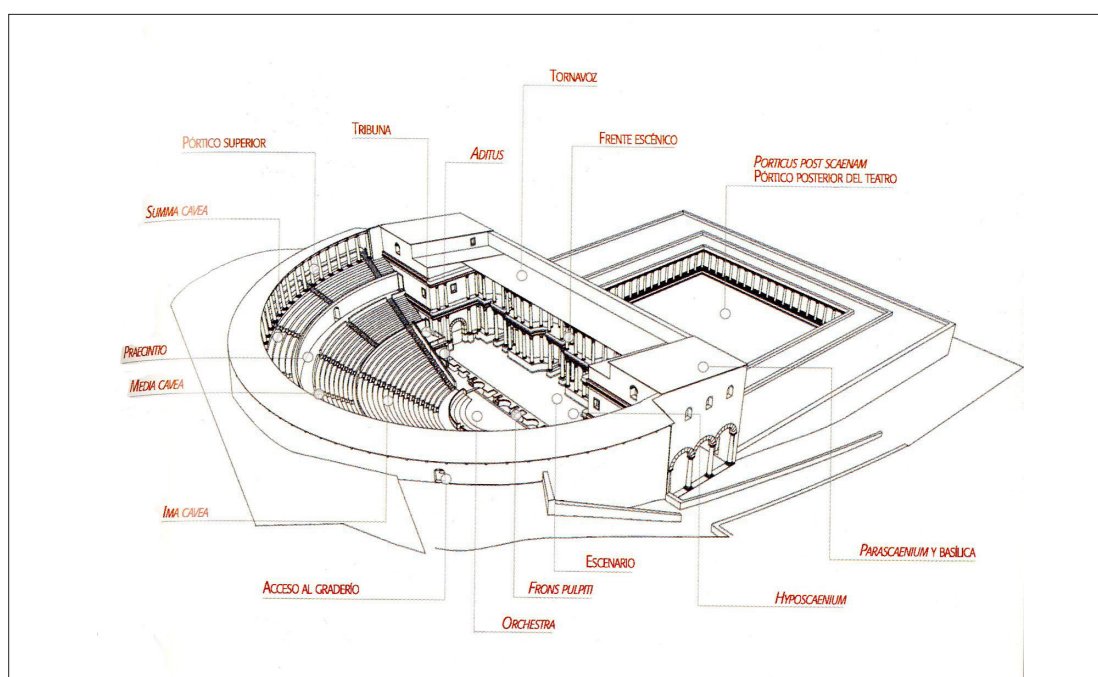 TORNAVOZ
TRIBUNA
FRENTE ESCÉNICO
PÓRTICO SUPERIOR
ADITUS
PORTICUS POST SCAENAM
PÓRTICO POSTERIOR DEL TEATRO
SUMMA CAVEA
PRAECINTIO
MEDIA CAVEA
IMA CAVEA
PARASCAENIUM Y BASÍLICA
ESCENARIO
ACCESO AL GRADERÍO
FRONS PULPITI
HYPOSCAENIUM
ORCHESTRA